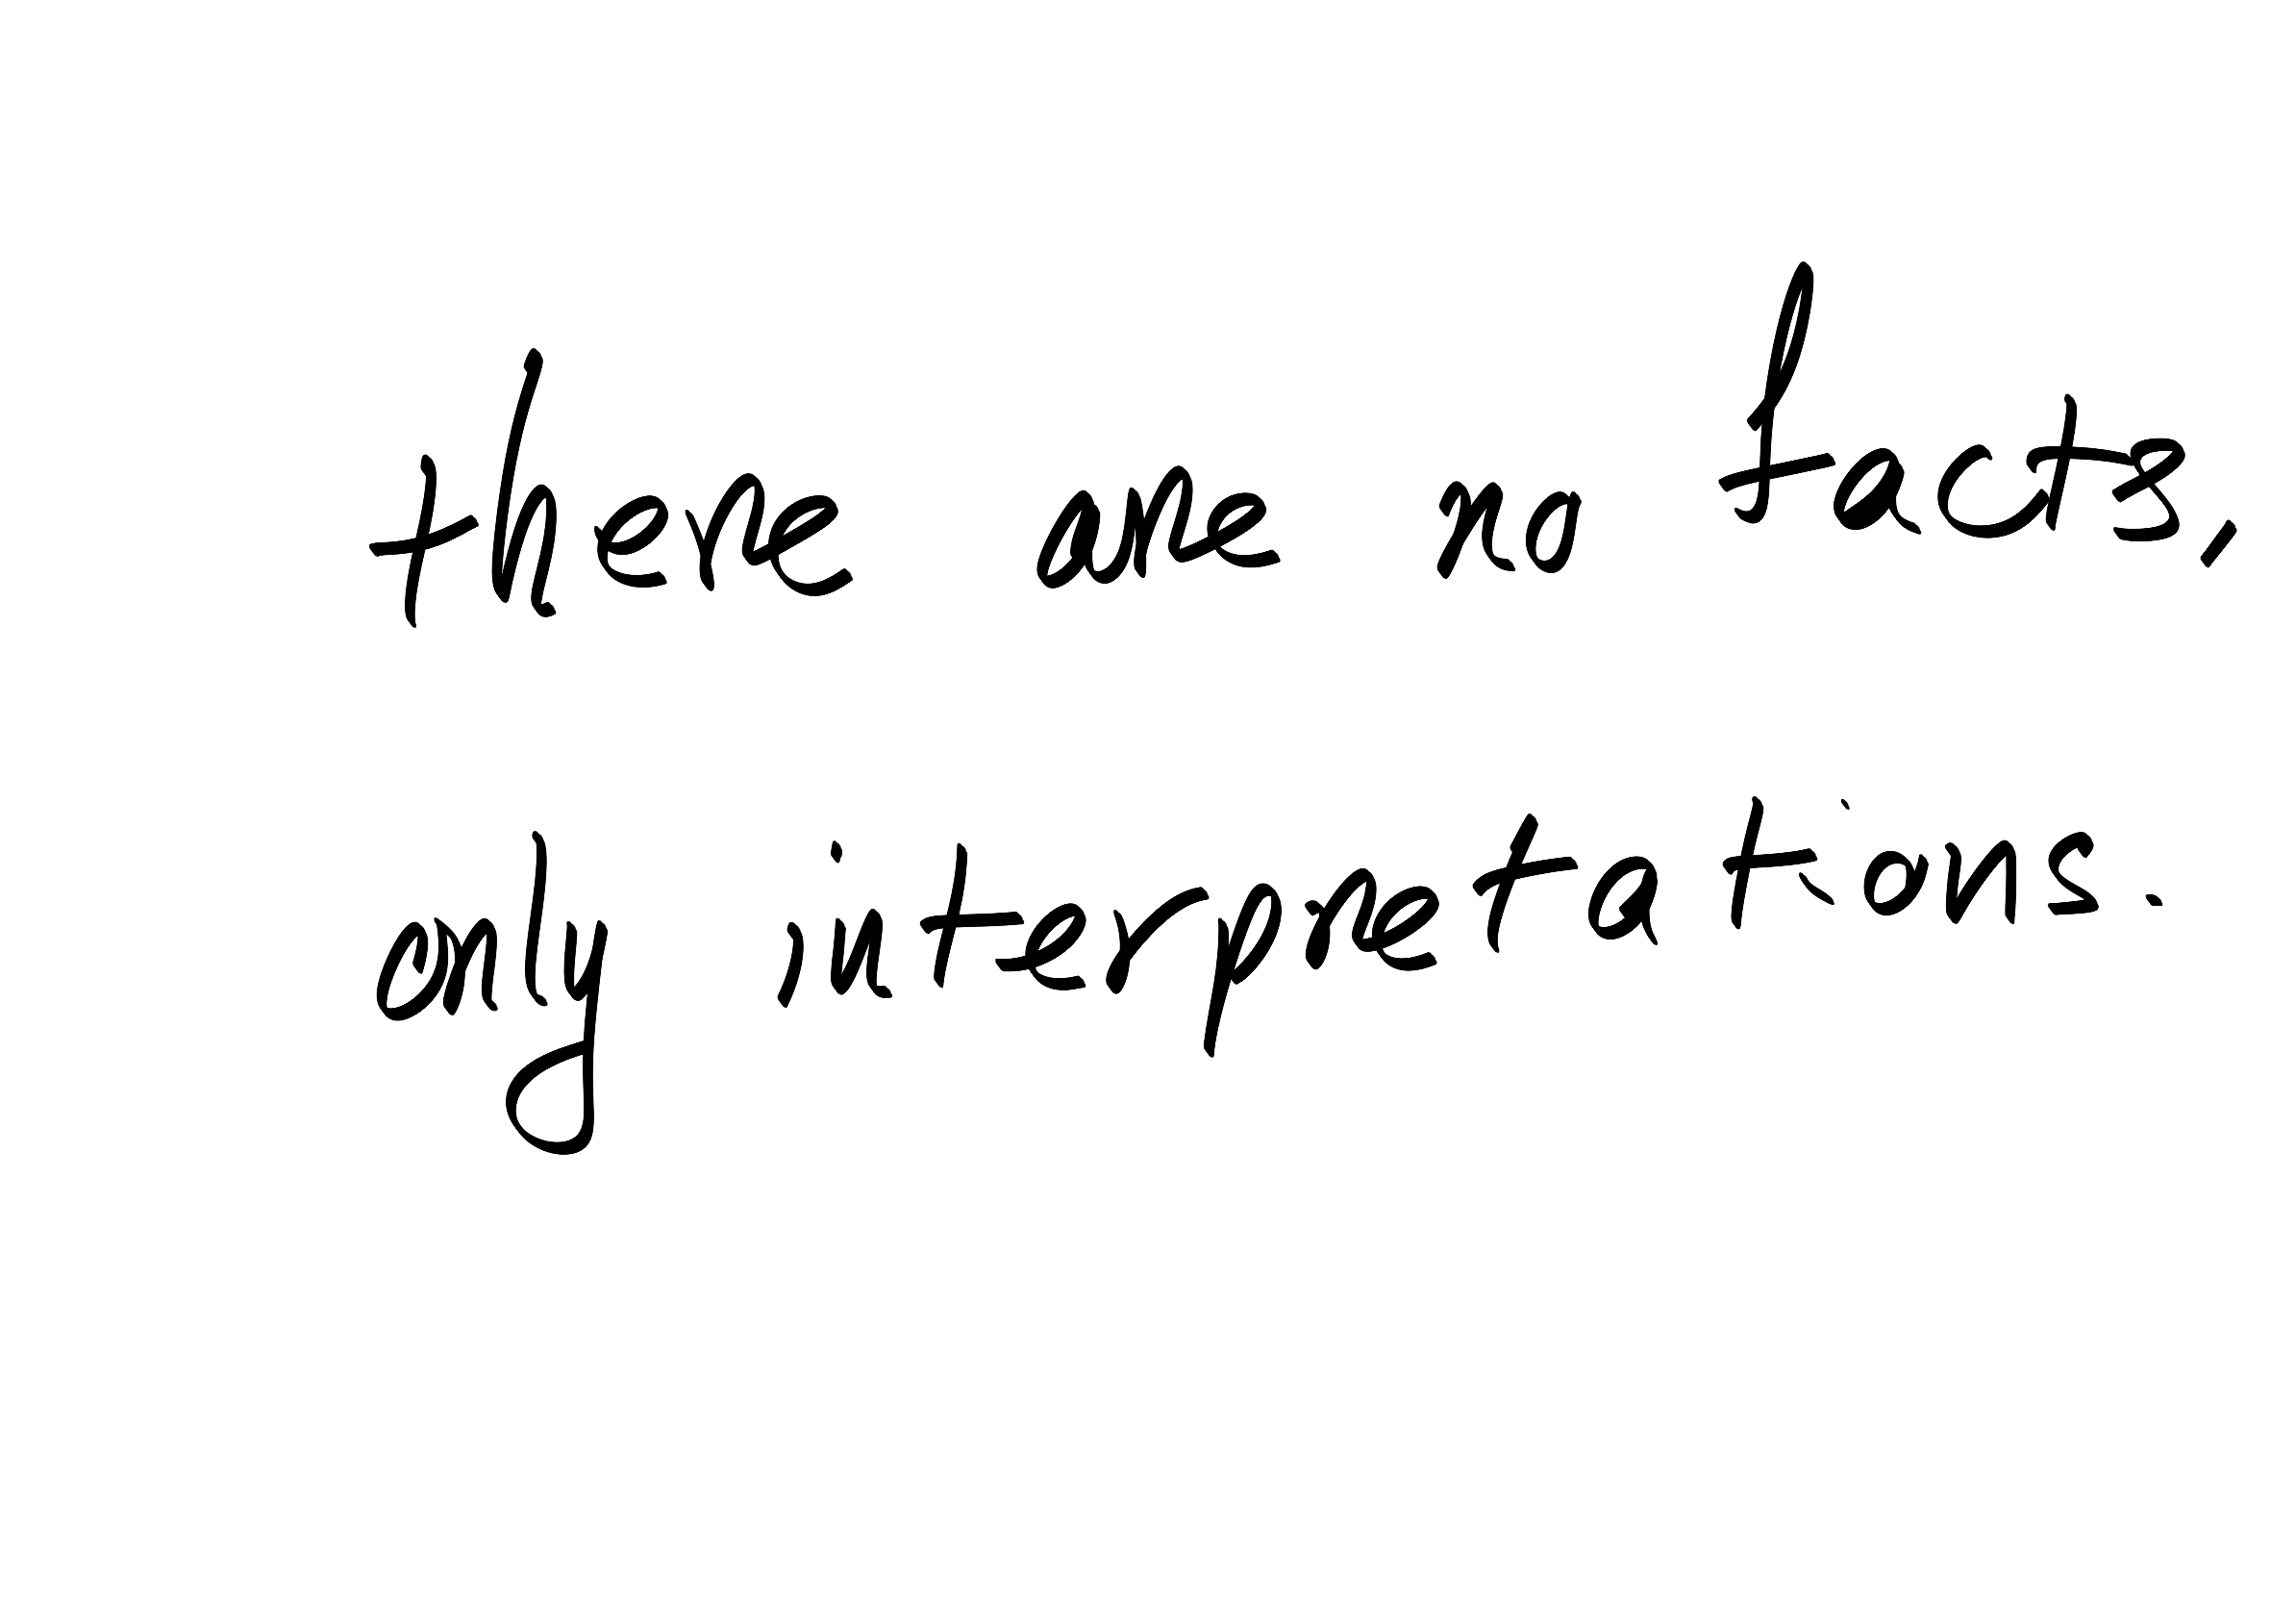 there are no facts,
only interpretations.